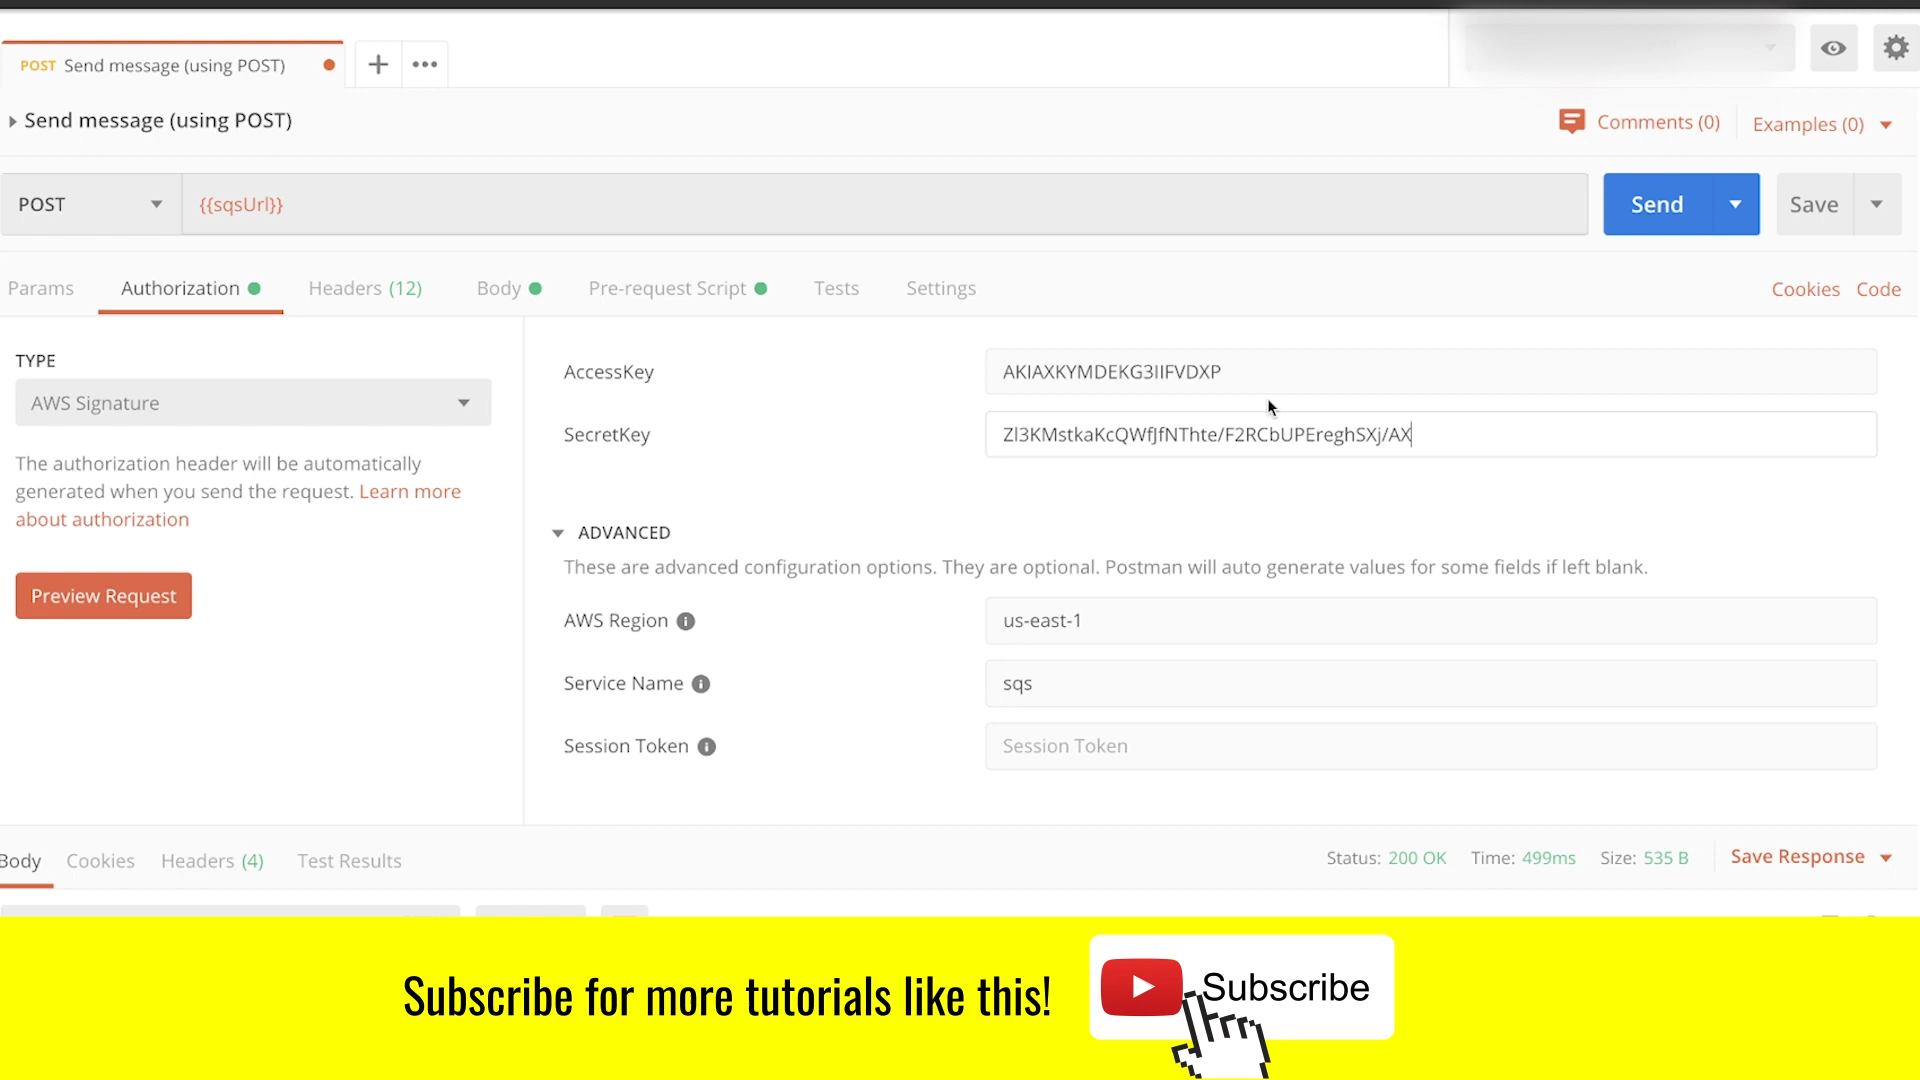 POST Send message (using POST)
Send message (using POST)
Comments (0)
Examples (0)
POST
{{sqsUrl}}
Send
Save
Params
Authorization
Headers (12)
Body
Pre-request Script
Tests
Settings
Cookies
Code
TYPE
AWS Signature
The authorization header will be automatically
generated when you send the request. Learn more
about authorization
Preview Request
AccessKey
AKIAXKYMDEKG3IIFVDXP
SecretKey
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
ADVANCED
These are advanced configuration options. They are optional. Postman will auto generate values for some fields if left blank.
AWS Region
us-east-1
Service Name
sqs
Session Token
Session Token
Body
Cookies
Headers (4)
Test Results
Status: 200 OK
Time: 499ms
Size: 535 B
Save Response
Subscribe for more tutorials like this!
Subscribe